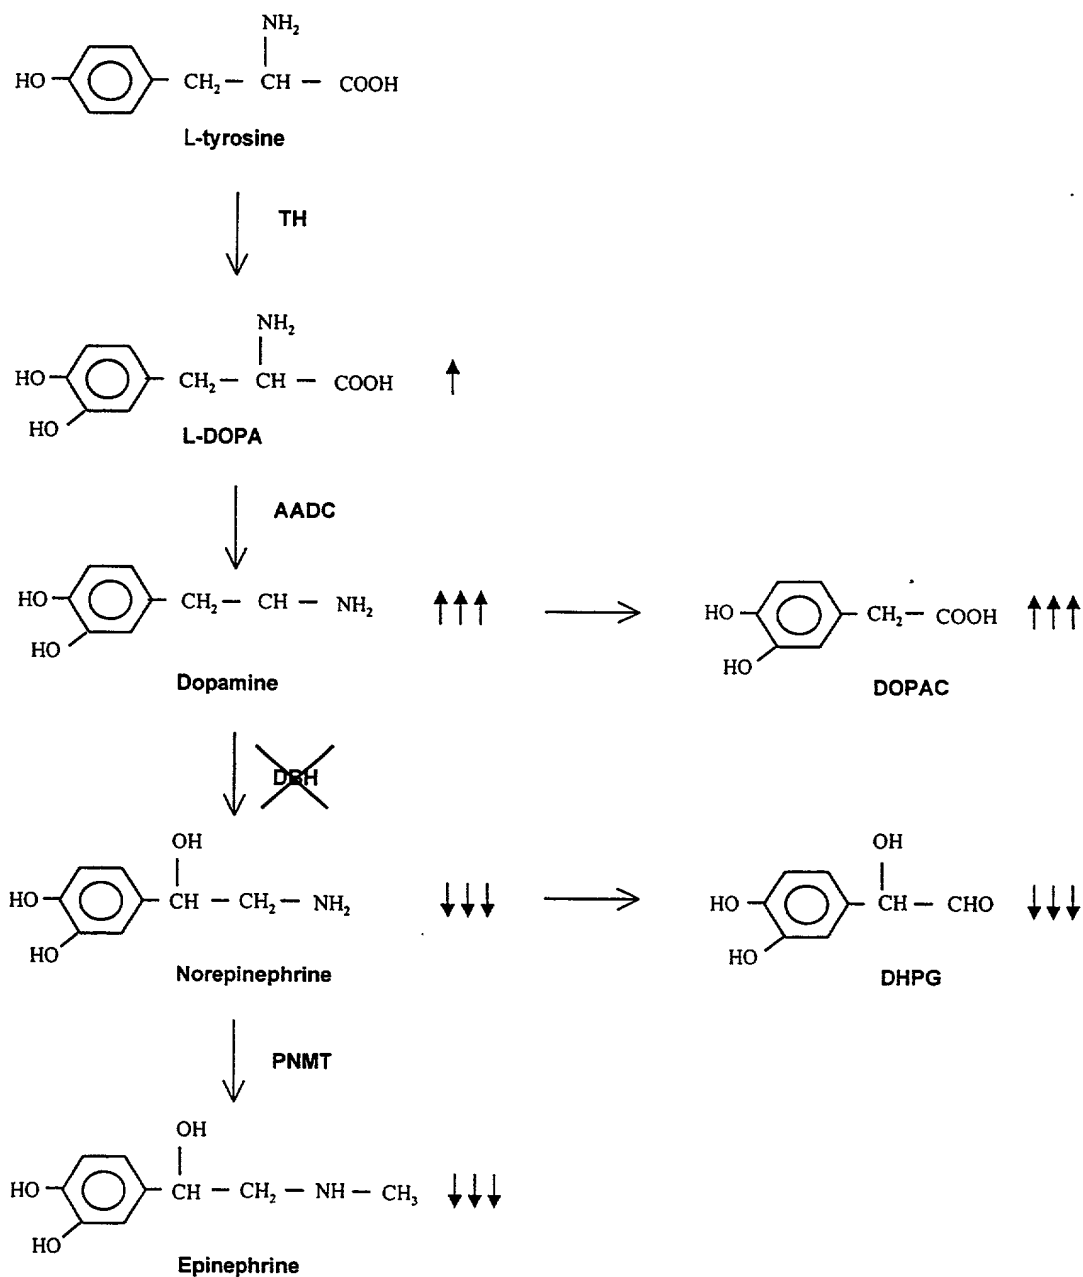 NH₂
HO CH₂ – CH – COOH
L-tyrosine
TH
NH₂
HO CH₂ – CH – COOH
HO
L-DOPA
AADC
HO CH₂ – CH – NH₂
HO
Dopamine
HO CH₂ – COOH
HO
DOPAC
DBH
OH
HO CH – CH₂ – NH₂
HO
Norepinephrine
OH
HO CH – CHO
HO
DHPG
PNMT
OH
HO CH – CH₂ – NH – CH₃
HO
Epinephrine